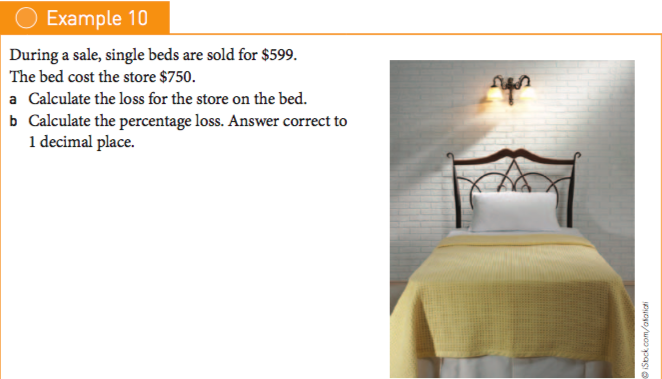 Example 10
During a sale, single beds are sold for $599.
The bed cost the store $750.
a Calculate the loss for the store on the bed.
b Calculate the percentage loss. Answer correct to
1 decimal place.
© iStock.com/akatiati